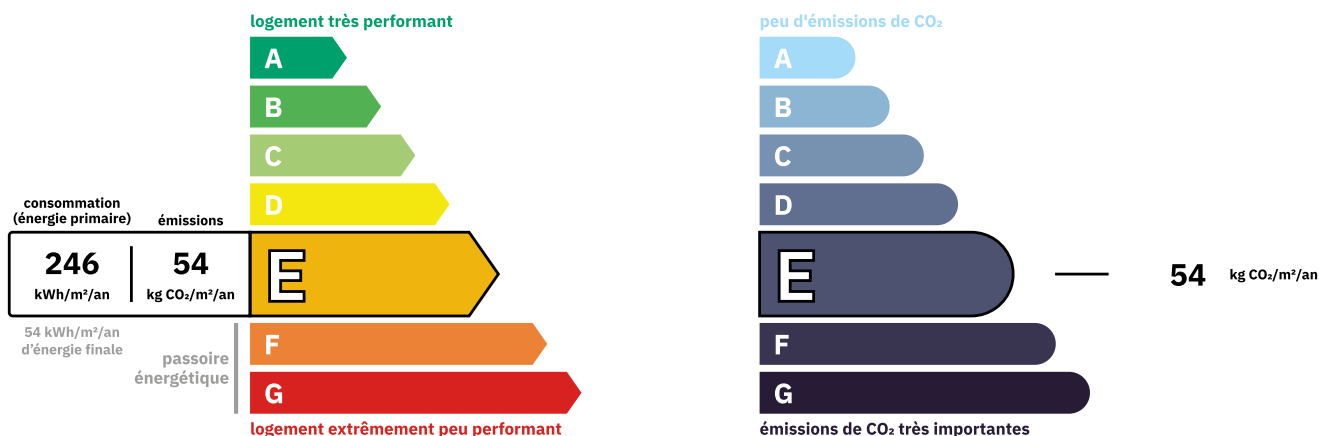 logement très performant
A
B
C
D
consommation
(énergie primaire)
émissions
246
kWh/m²/an
54
kg CO₂/m²/an
E
54 kWh/m²/an
d’énergie finale
passoire
énergétique
F
G
logement extrêmement peu performant
peu d'émissions de CO₂
A
B
C
D
E
54 kg CO₂/m²/an
F
G
émissions de CO₂ très importantes